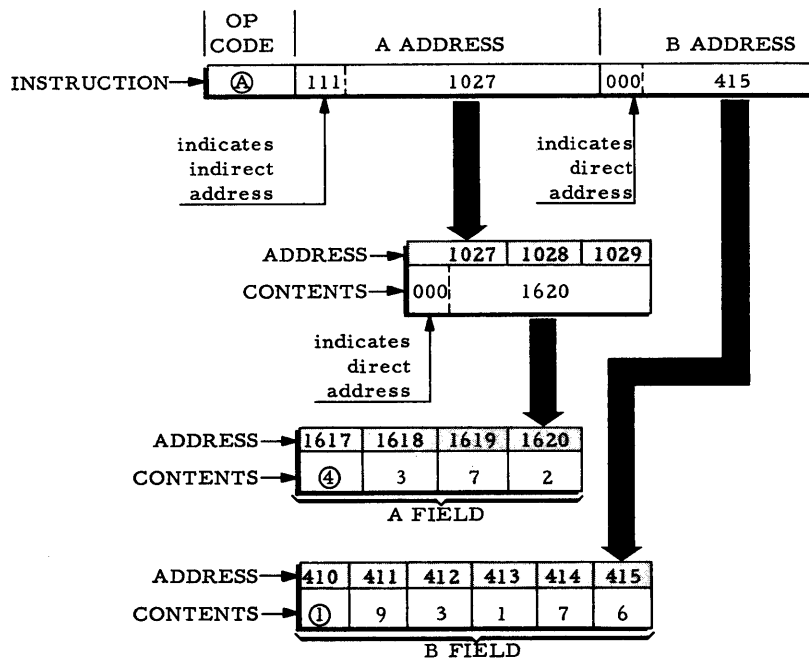 OP
CODE
A ADDRESS
B ADDRESS
INSTRUCTION Ⓐ 111 1027 000 415
indicates
indirect
address
indicates
direct
address
ADDRESS 1027 1028 1029
CONTENTS 000 1620
indicates
direct
address
ADDRESS 1617 1618 1619 1620
CONTENTS ④ 3 7 2
A FIELD
ADDRESS 410 411 412 413 414 415
CONTENTS ① 9 3 1 7 6
B FIELD